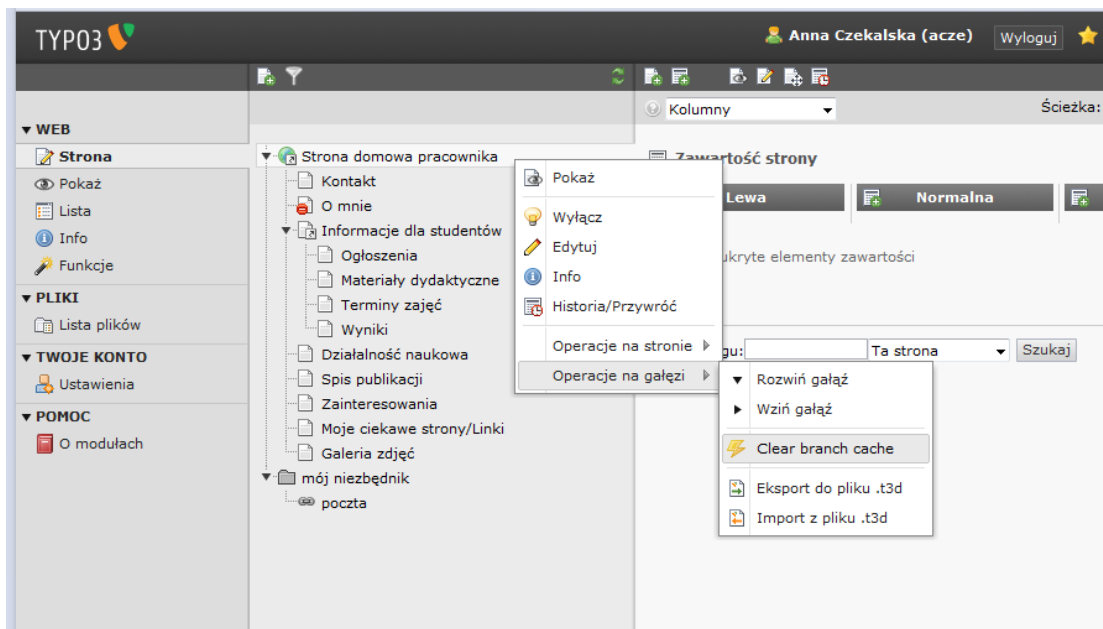 TYPO3
Anna Czekalska (acze)
Wyloguj
Kolumny
Ścieżka:
WEB
Strona
Pokaż
Lista
Info
Funkcje
PLIKI
Lista plików
TWOJE KONTO
Ustawienia
POMOC
O modułach
Strona domowa pracownika
Kontakt
O mnie
Informacje dla studentów
Ogłoszenia
Materiały dydaktyczne
Terminy zajęć
Wyniki
Działalność naukowa
Spis publikacji
Zainteresowania
Moje ciekawe strony/Linki
Galeria zdjęć
mój niezbędnik
poczta
Pokaż
Wyłącz
Edytuj
Info
Historia/Przywróć
Operacje na stronie
Operacje na gałęzi
Rozwiń gałąź
Wziń gałąź
Clear branch cache
Eksport do pliku .t3d
Import z pliku .t3d
Zawartość strony
Lewa
Normalna
ukryte elementy zawartości
gu:
Ta strona
Szukaj